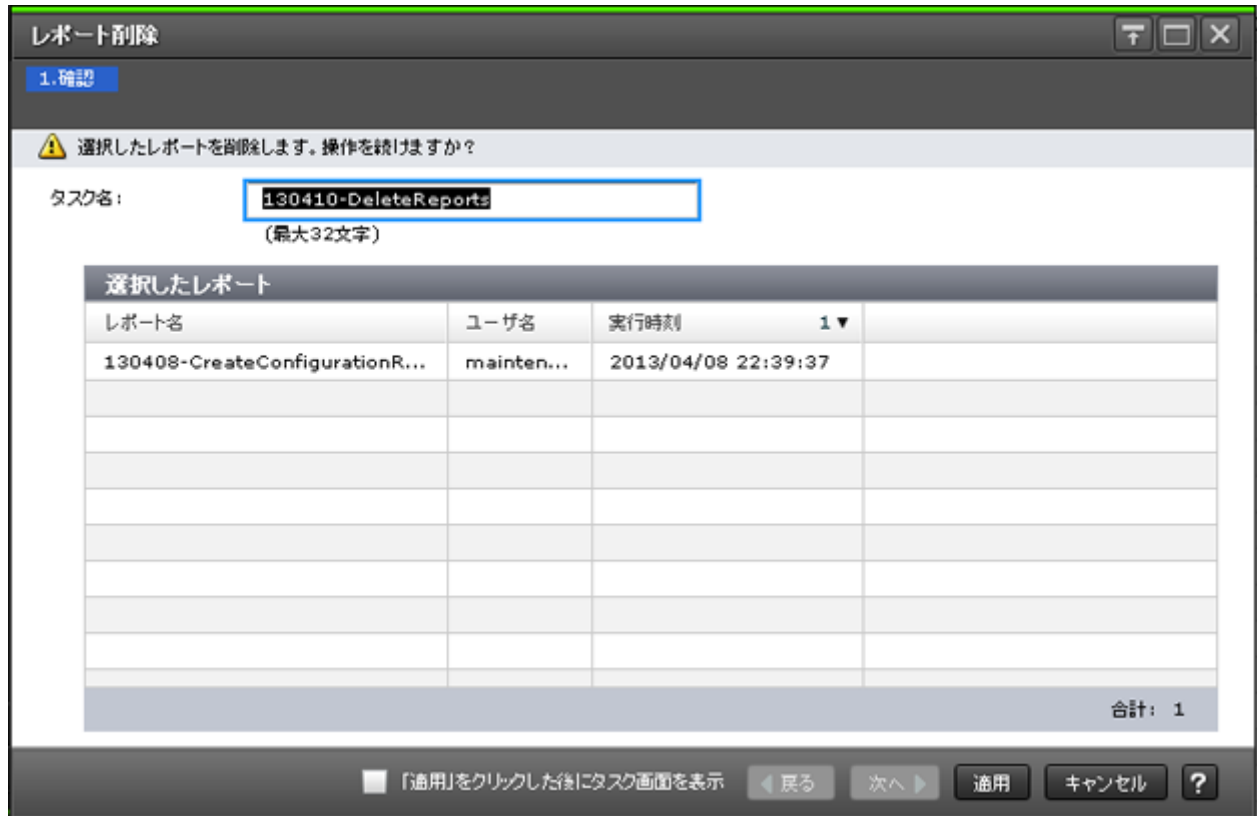 レポート削除
1.確認
選択したレポートを削除します。操作を続けますか?
タスク名: 130410-DeleteReports
(最大32文字)
選択したレポート
レポート名 ユーザ名 実行時刻 1▼
130408-CreateConfigurationR... mainten... 2013/04/08 22:39:37
合計: 1
「適用」をクリックした後にタスク画面を表示 戻る 次へ 適用 キャンセル ?